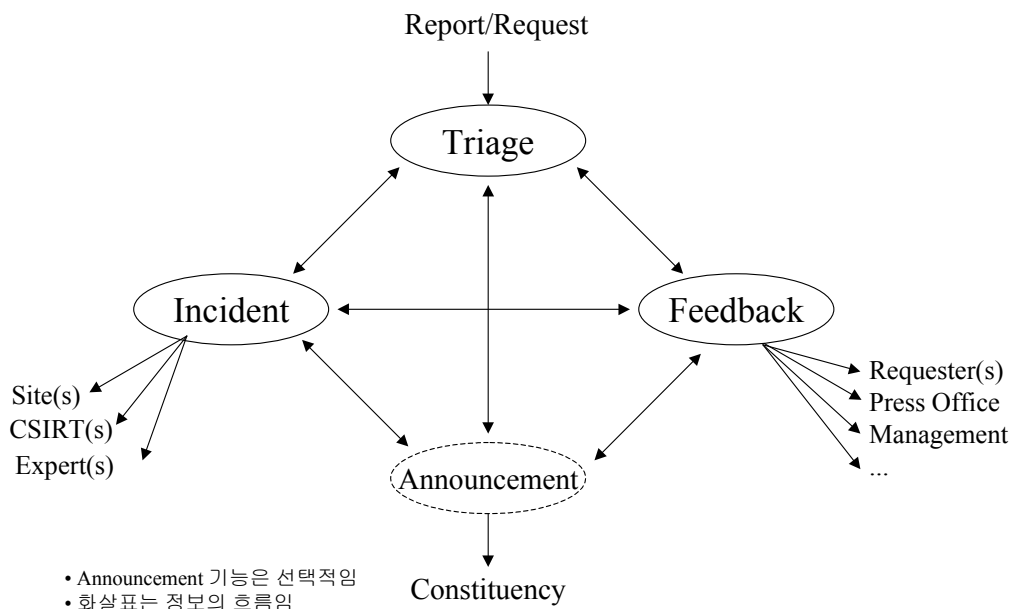 Report/Request
Triage
Incident
Feedback
Site(s)
CSIRT(s)
Expert(s)
Requester(s)
Press Office
Management
...
Announcement
Constituency
• Announcement 기능은 선택적임
• 화살표는 정보의 흐름임